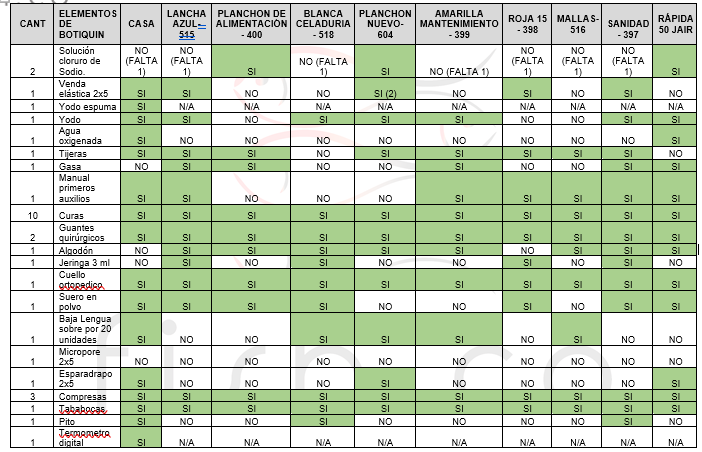 CANT | ELEMENTOS DE BOTIQUIN | CASA | LANCHA AZUL-- 515 | PLANCHON DE ALIMENTACIÓN - 400 | BLANCA CELADURIA - 518 | PLANCHON NUEVO- 604 | AMARILLA MANTENIMIENTO - 399 | ROJA 15 - 398 | MALLAS- 516 | SANIDAD - 397 | RÁPIDA 50 JAIR
2 | Solución cloruro de Sodio. | NO (FALTA 1) | NO (FALTA 1) | SI | NO (FALTA 1) | SI | NO (FALTA 1) | NO (FALTA 1) | NO (FALTA 1) | NO (FALTA 1) | SI
1 | Venda elástica 2x5 | SI | SI | NO | NO | SI (2) | NO | SI | NO | SI | NO
1 | Yodo espuma | SI | N/A | N/A | N/A | N/A | N/A | N/A | N/A | N/A | N/A
1 | Yodo | SI | SI | NO | SI | SI | SI | NO | NO | SI | SI
1 | Agua oxigenada | SI | NO | NO | NO | NO | NO | NO | NO | NO | SI
1 | Tijeras | SI | SI | SI | NO | SI | SI | SI | SI | SI | NO
1 | Gasa | NO | SI | SI | NO | NO | SI | NO | NO | SI | SI
1 | Manual primeros auxilios | SI | SI | NO | NO | NO | SI | SI | SI | SI | SI
10 | Curas | SI | SI | SI | SI | SI | SI | SI | SI | SI | SI
2 | Guantes quirúrgicos | SI | SI | SI | SI | SI | SI | SI | SI | SI | SI
1 | Algodón | NO | SI | SI | SI | SI | SI | NO | SI | SI | SI
1 | Jeringa 3 ml | NO | SI | NO | SI | NO | NO | SI | NO | SI | NO
1 | Cuello ortopedico | SI | SI | SI | SI | SI | SI | SI | SI | SI | SI
1 | Suero en polvo | SI | SI | SI | SI | NO | NO | SI | NO | NO | SI
1 | Baja Lengua sobre por 20 unidades | SI | NO | NO | SI | SI | SI | NO | SI | NO | NO
1 | Micropore 2x5 | NO | NO | NO | NO | NO | NO | NO | NO | NO | NO
1 | Esparadrapo 2x5 | SI | NO | NO | NO | SI | NO | NO | NO | NO | SI
3 | Compresas | SI | SI | SI | SI | SI | SI | SI | SI | SI | SI
1 | Tababocas | SI | SI | SI | SI | SI | SI | SI | SI | SI | SI
1 | Pito | SI | NO | NO | SI | NO | NO | NO | NO | SI | NO
1 | Termometro digital | SI | N/A | N/A | N/A | N/A | N/A | N/A | N/A | N/A | N/A